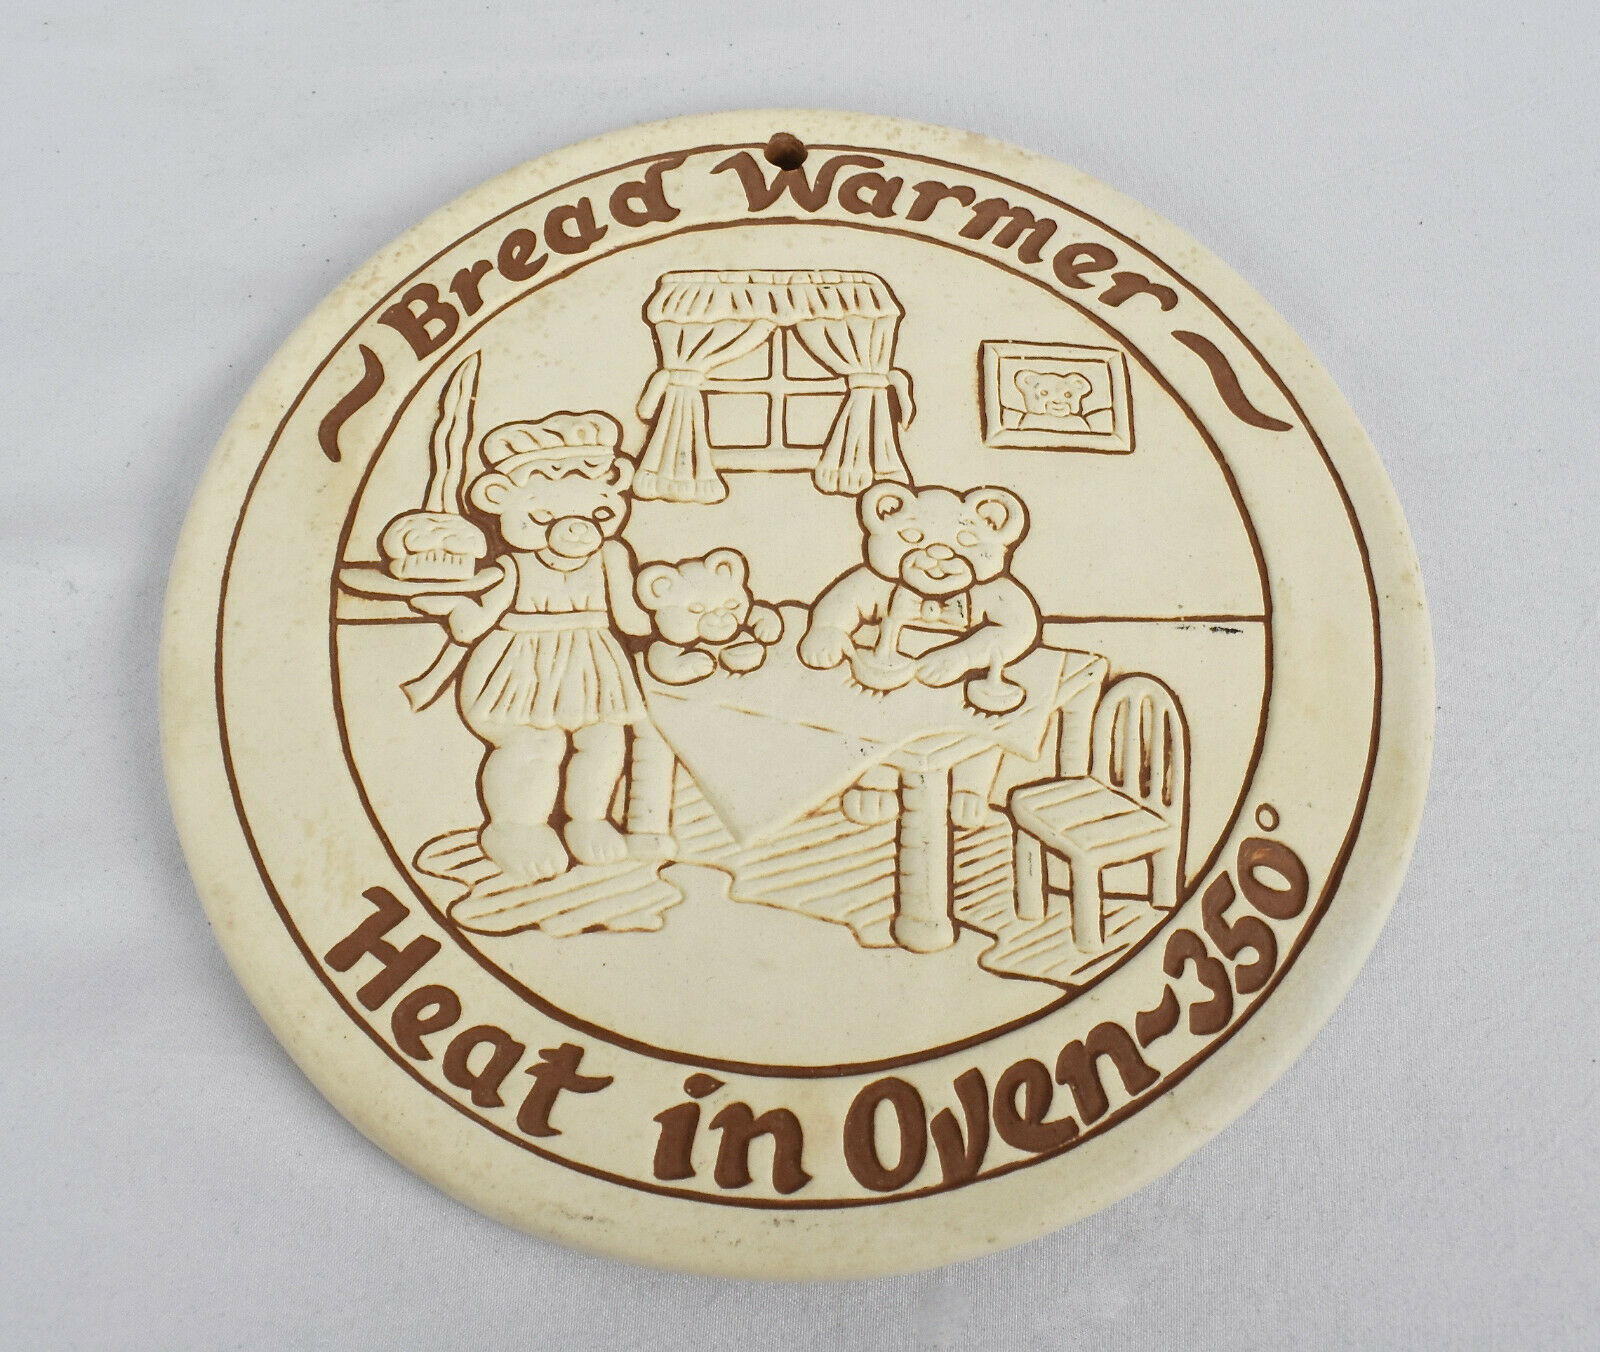 ~Bread Warmer~
Heat in Oven~350°